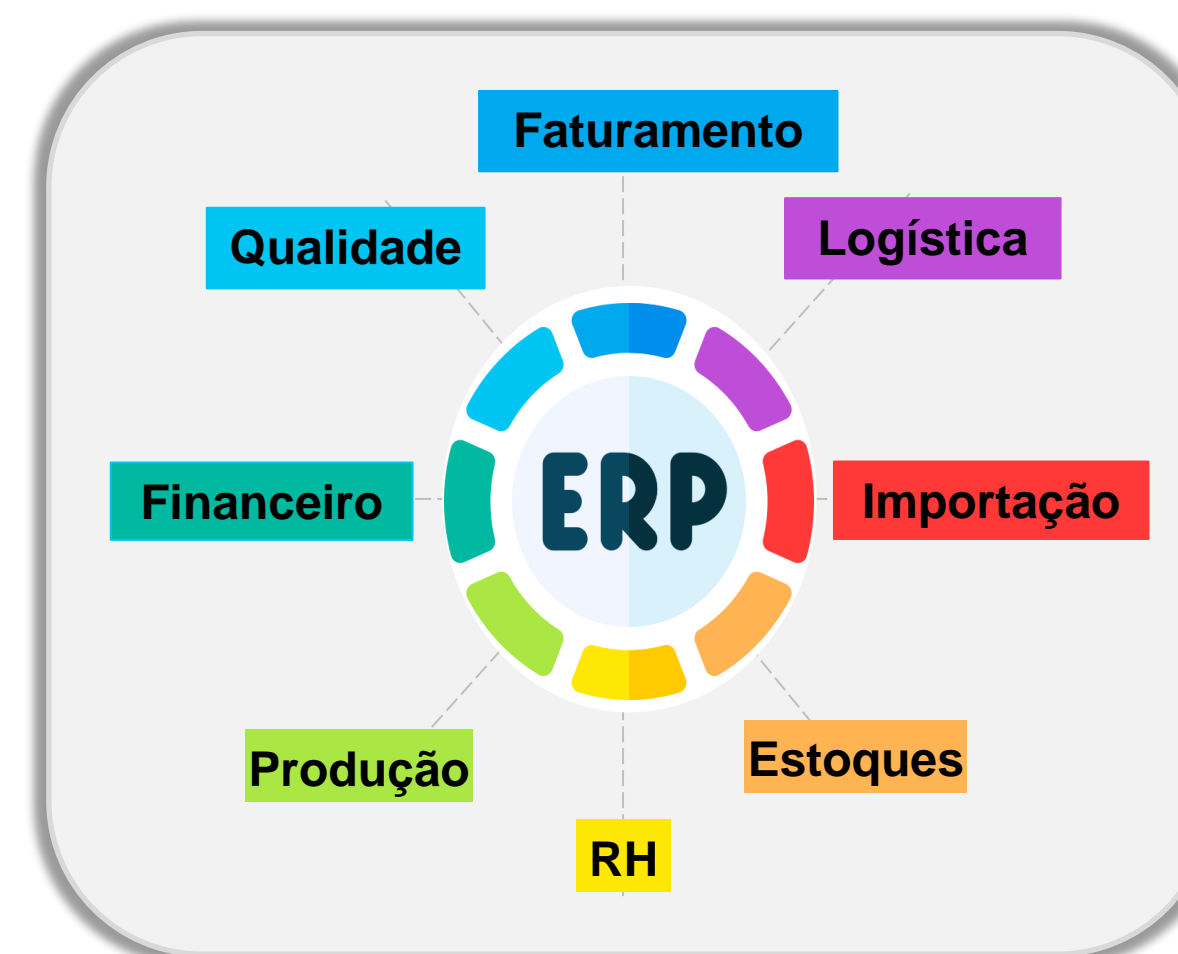 Faturamento
Qualidade
Logística
Financeiro
ERP
Importação
Produção
Estoques
RH